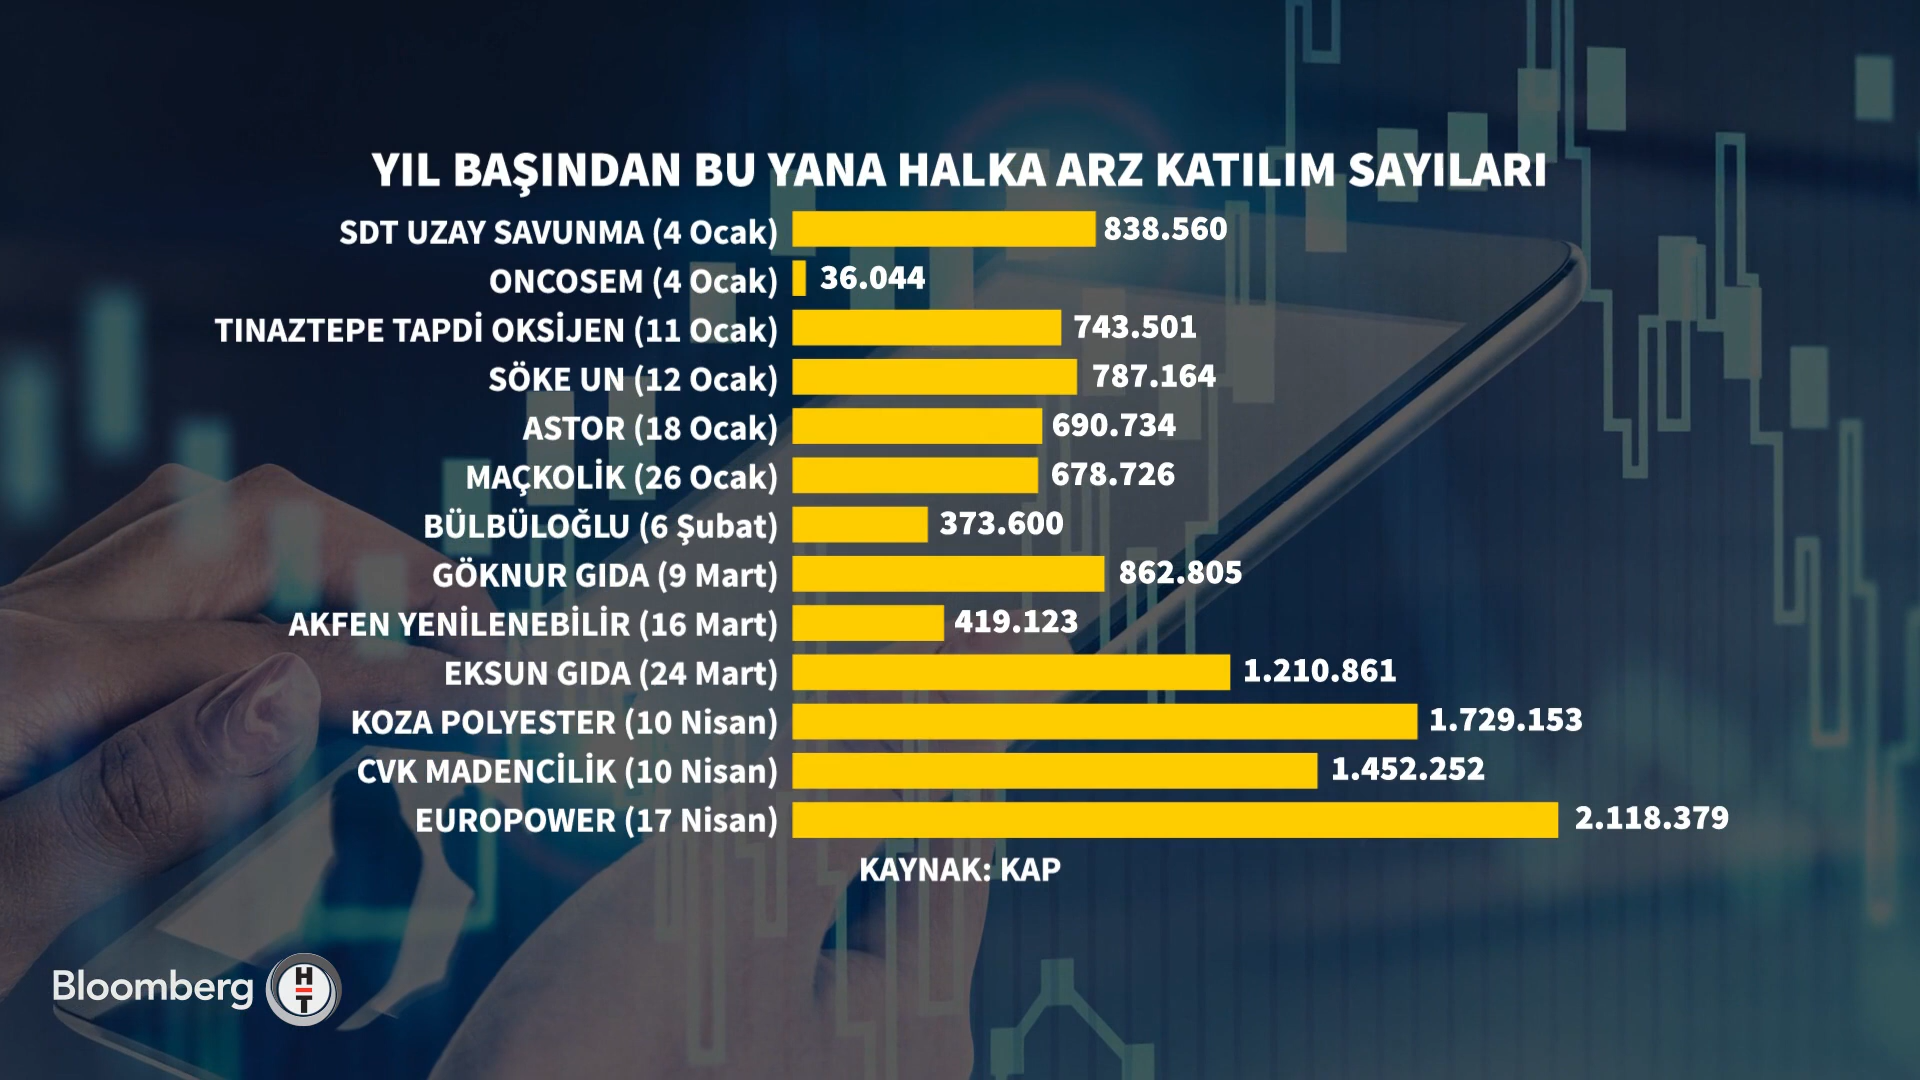 YIL BAŞINDAN BU YANA HALKA ARZ KATILIM SAYILARI
SDT UZAY SAVUNMA (4 Ocak) 838.560
ONCOSEM (4 Ocak) 36.044
TINAZTEPE TAPDİ OKSİJEN (11 Ocak) 743.501
SÖKE UN (12 Ocak) 787.164
ASTOR (18 Ocak) 690.734
MAÇKOLİK (26 Ocak) 678.726
BÜLBÜLOĞLU (6 Şubat) 373.600
GÖKNUR GIDA (9 Mart) 862.805
AKFEN YENİLENEBİLİR (16 Mart) 419.123
EKSUN GIDA (24 Mart) 1.210.861
KOZA POLYESTER (10 Nisan) 1.729.153
CVK MADENCİLİK (10 Nisan) 1.452.252
EUROPOWER (17 Nisan) 2.118.379
KAYNAK: KAP
Bloomberg HT